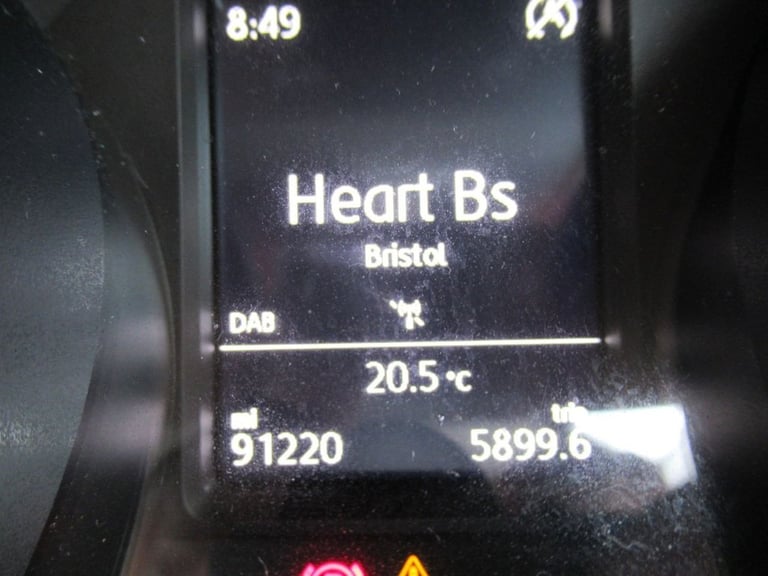 8:49
Heart Bs
Bristol
DAB
20.5°C
mi trip
91220 5899.6